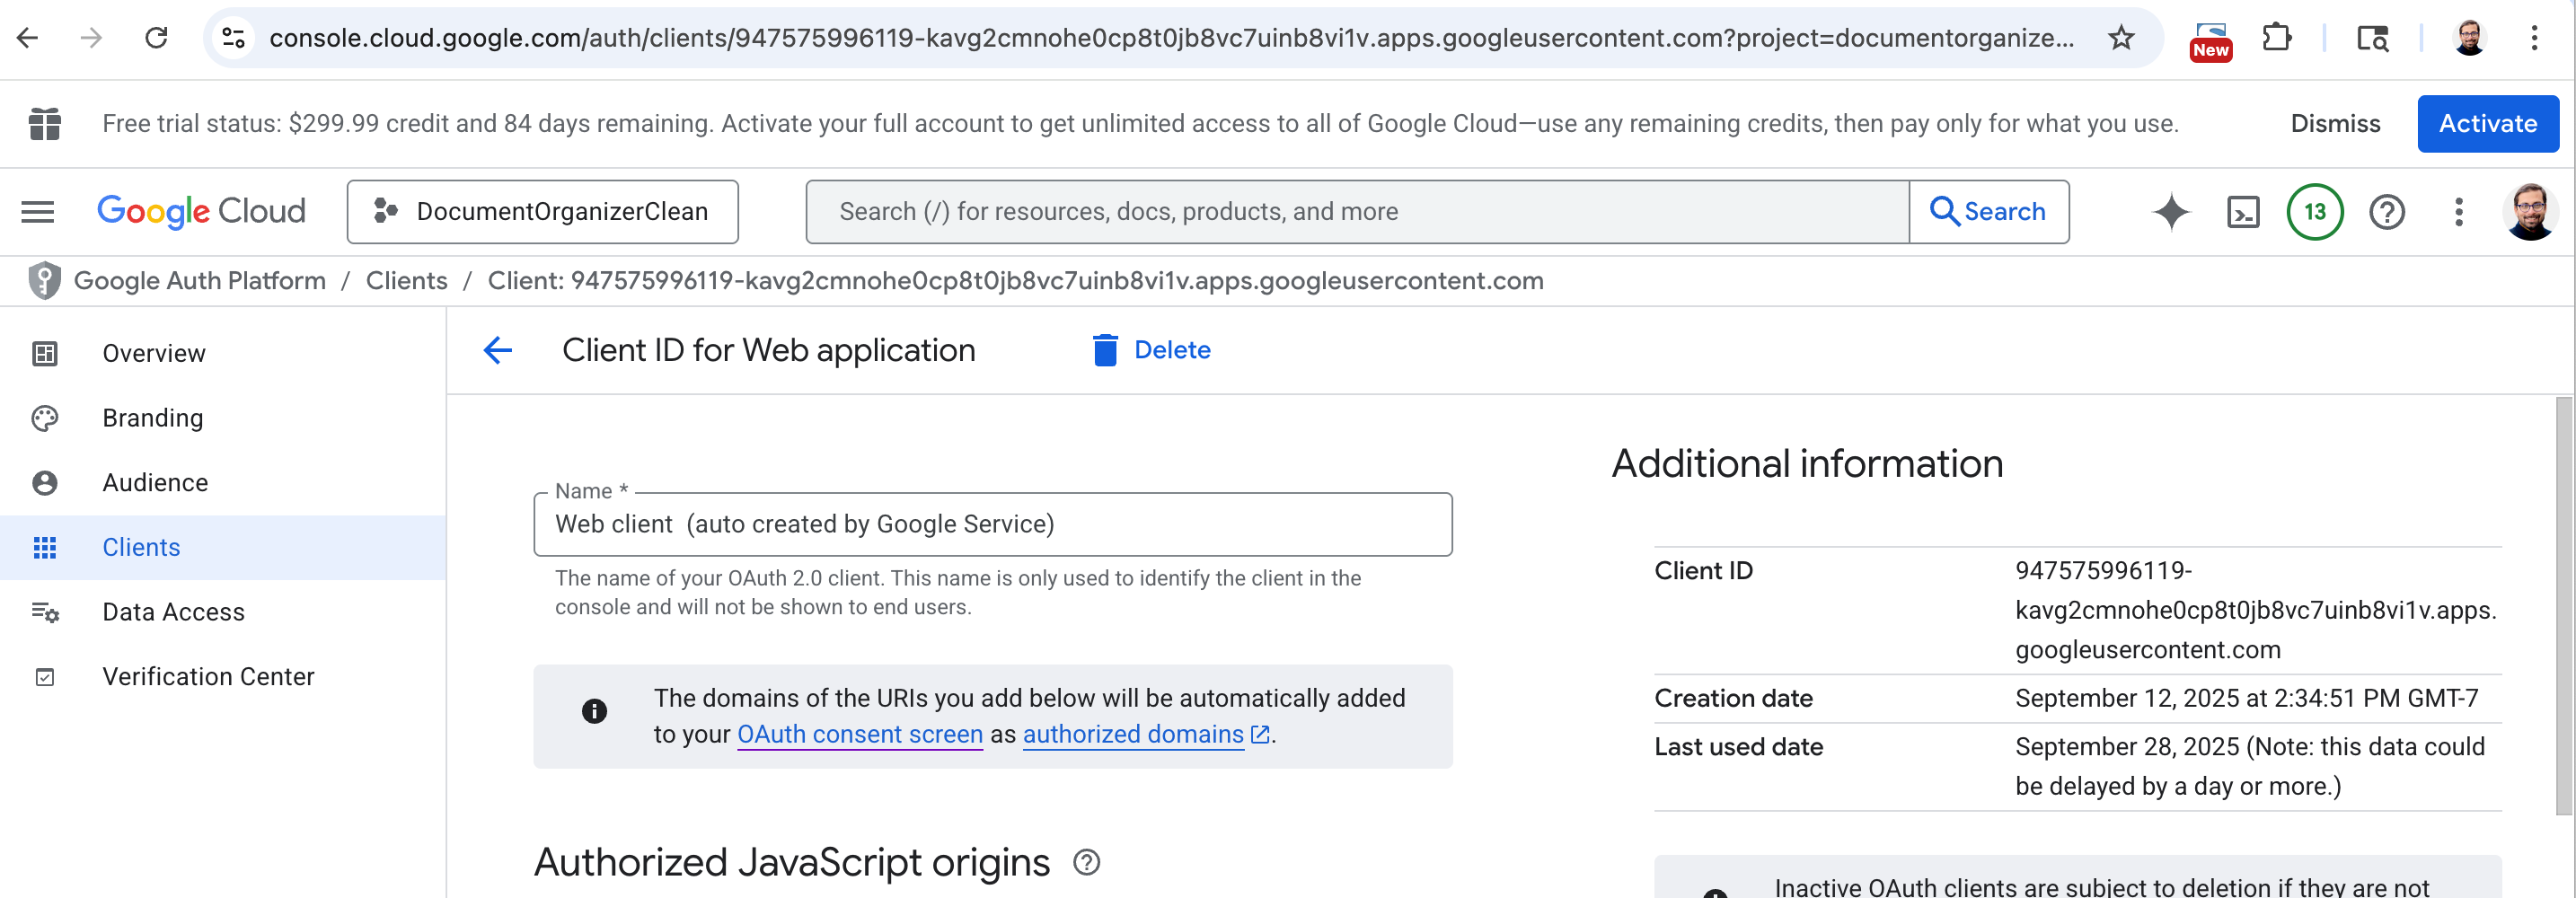 console.cloud.google.com/auth/clients/947575996119-kavg2cmnohe0cp8t0jb8vc7uinb8vi1v.apps.googleusercontent.com?project=documentorganize...
New
Free trial status: $299.99 credit and 84 days remaining. Activate your full account to get unlimited access to all of Google Cloud—use any remaining credits, then pay only for what you use.
Dismiss
Activate
Google Cloud
DocumentOrganizerClean
Search (/) for resources, docs, products, and more
Search
13
Google Auth Platform / Clients / Client: 947575996119-kavg2cmnohe0cp8t0jb8vc7uinb8vi1v.apps.googleusercontent.com
Overview
Branding
Audience
Clients
Data Access
Verification Center
Client ID for Web application
Delete
Name *
Web client  (auto created by Google Service)
The name of your OAuth 2.0 client. This name is only used to identify the client in the
console and will not be shown to end users.
The domains of the URIs you add below will be automatically added
to your OAuth consent screen as authorized domains.
Authorized JavaScript origins
Additional information
Client ID
947575996119-
kavg2cmnohe0cp8t0jb8vc7uinb8vi1v.apps.
googleusercontent.com
Creation date
September 12, 2025 at 2:34:51 PM GMT-7
Last used date
September 28, 2025 (Note: this data could
be delayed by a day or more.)
Inactive OAuth clients are subject to deletion if they are not